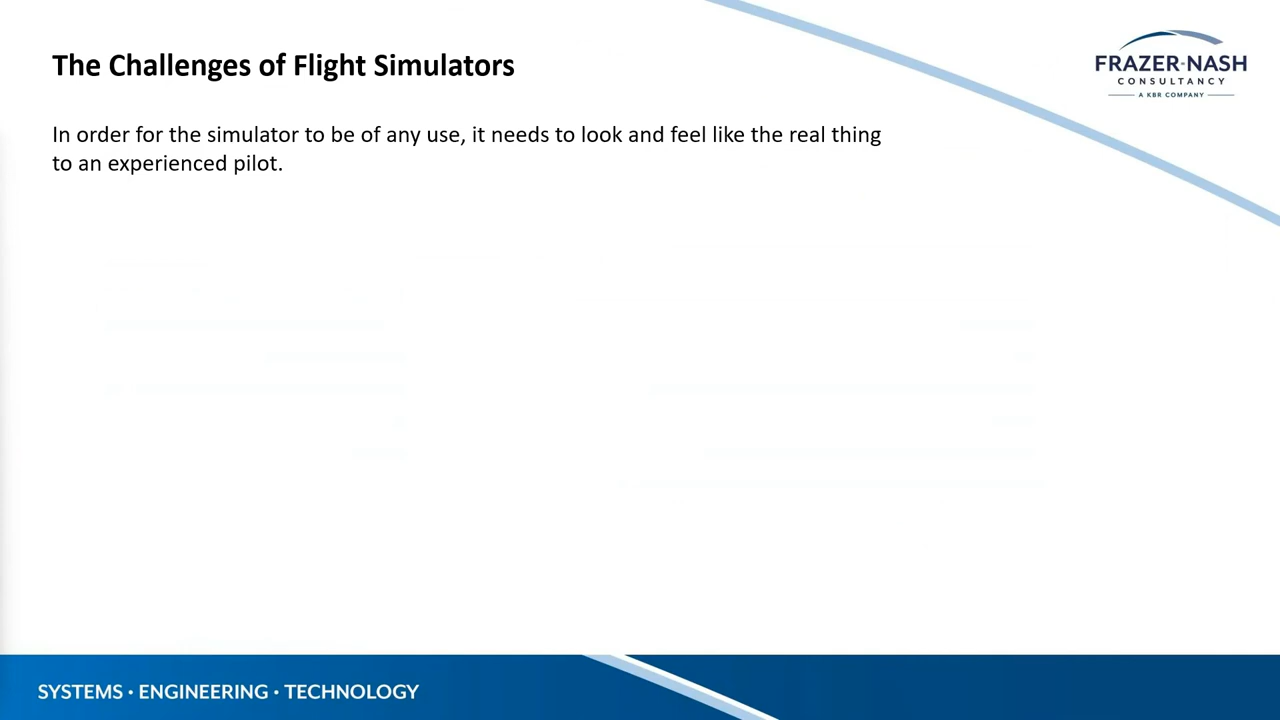 The Challenges of Flight Simulators
FRAZER-NASH
CONSULTANCY
A KBR COMPANY
In order for the simulator to be of any use, it needs to look and feel like the real thing
to an experienced pilot.
SYSTEMS · ENGINEERING · TECHNOLOGY